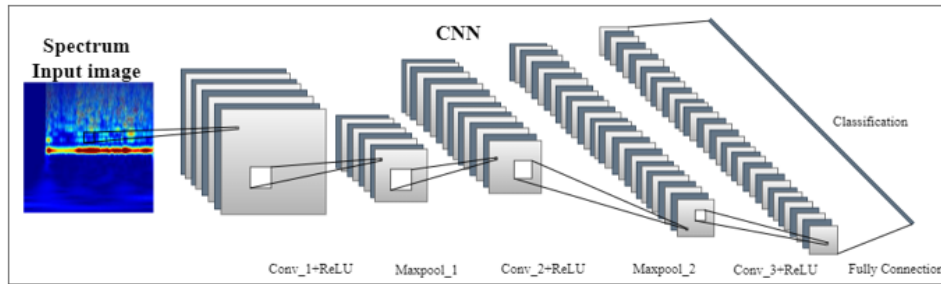 Spectrum
Input image
CNN
Classification
Conv_1+ReLU
Maxpool_1
Conv_2+ReLU
Maxpool_2
Conv_3+ReLU
Fully Connection